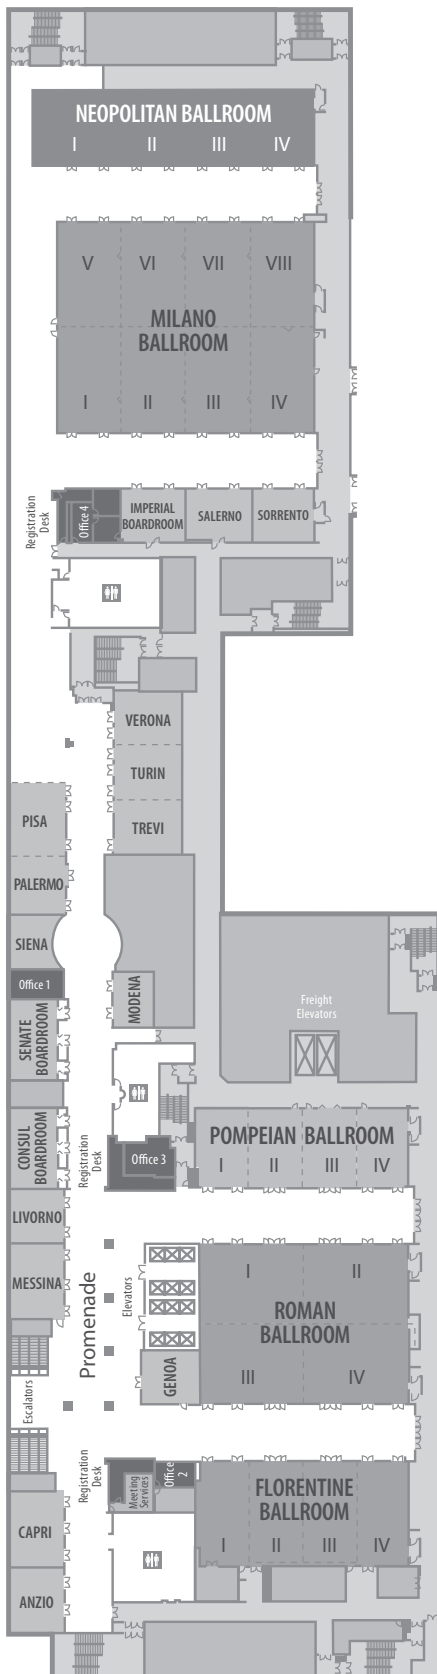 NEOPOLITAN BALLROOM
I II III IV
V VI VII VIII
MILANO
BALLROOM
I II III IV
Registration
Desk
Office 4
IMPERIAL
BOARDROOM
SALERNO
SORRENTO
VERONA
TURIN
TREVI
PISA
PALERMO
SIENA
Office 1
MODENA
SENATE
BOARDROOM
Freight
Elevators
CONSUL
BOARDROOM
Registration
Desk
Office 3
POMPEIAN BALLROOM
I II III IV
LIVORNO
MESSINA
Promenade
Elevators
I II
ROMAN
BALLROOM
III IV
GENOA
Escalators
Registration
Desk
Meeting
Services
Office
2
FLORENTINE
BALLROOM
I II III IV
CAPRI
ANZIO